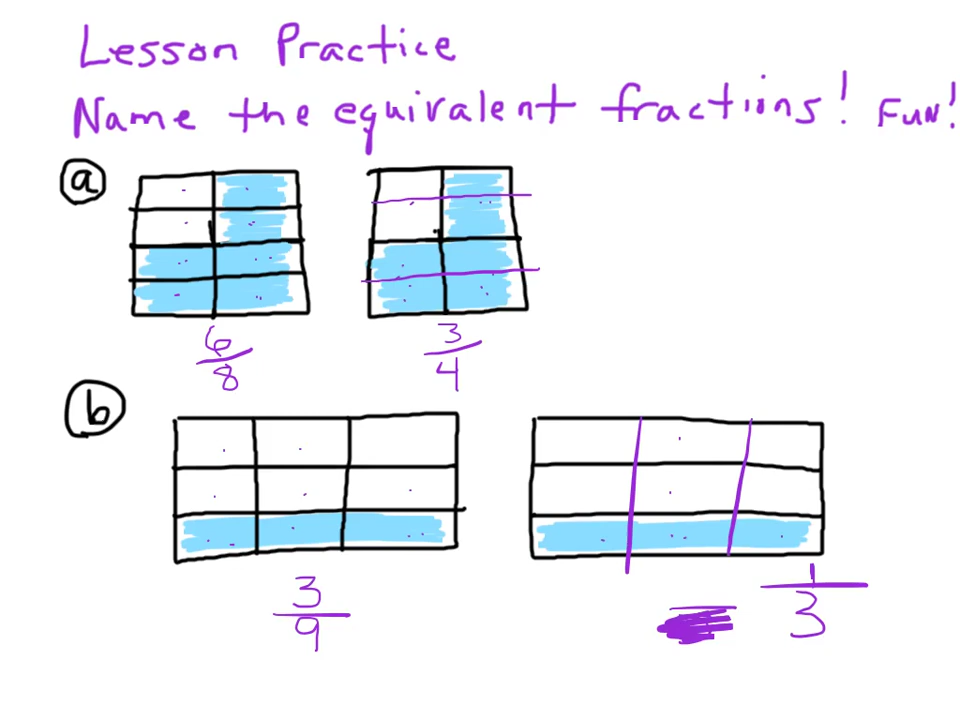 Lesson Practice
Name the equivalent fractions! Fun!
a
6/8
3/4
b
3/9
1/3